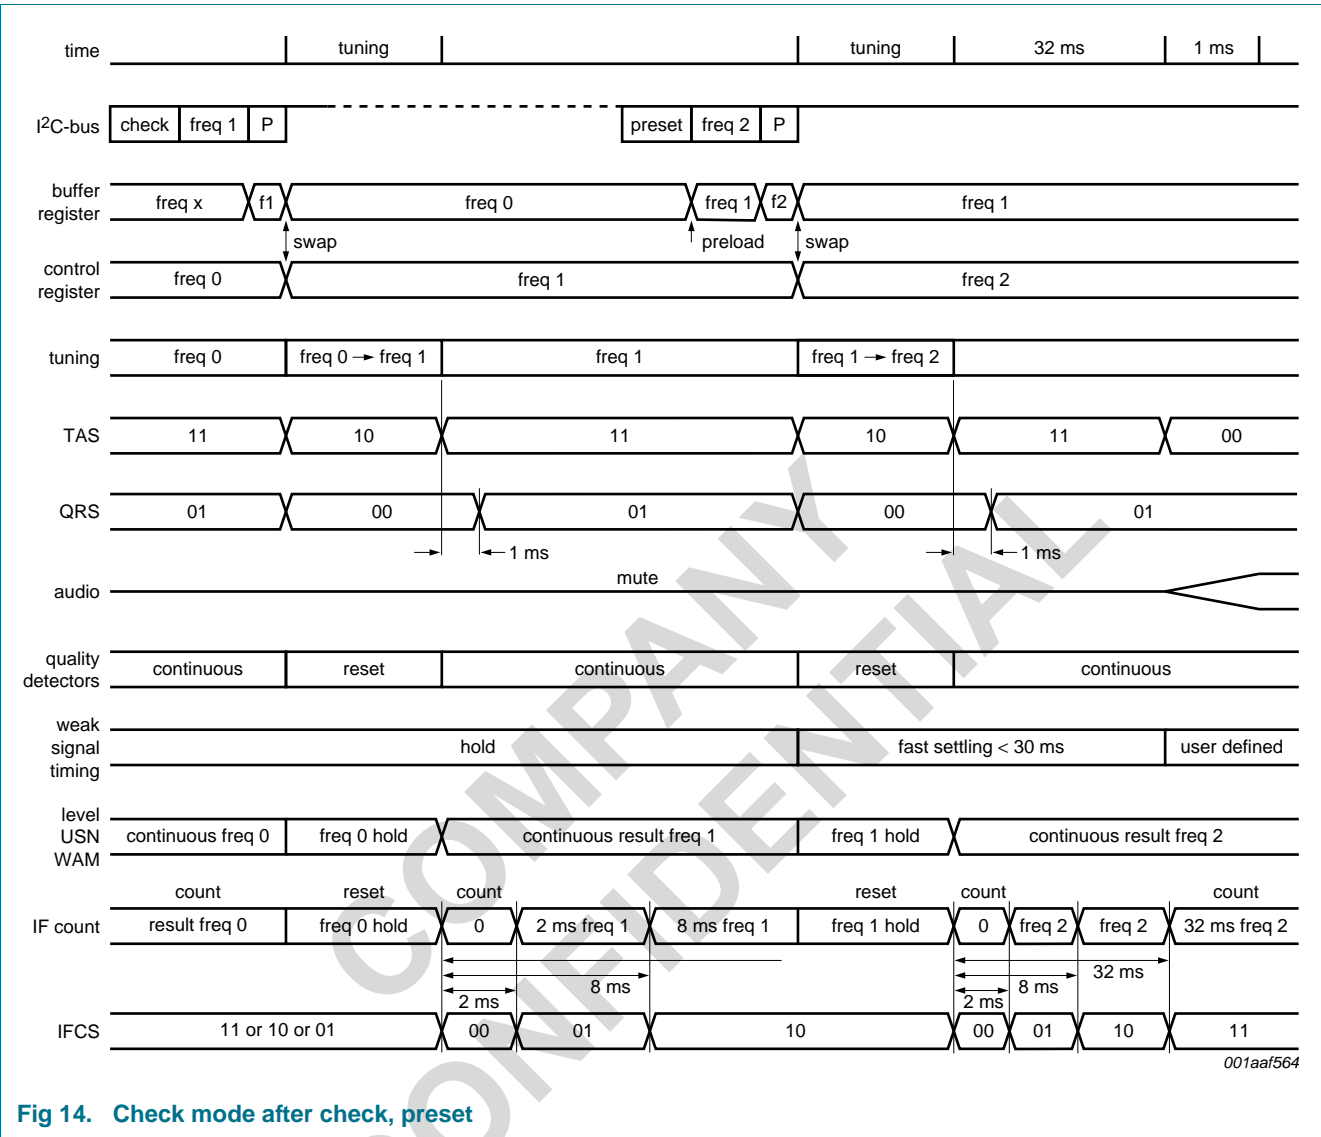 time tuning tuning 32 ms 1 ms
I2C-bus check freq 1 P preset freq 2 P
buffer register freq x f1 freq 0 freq 1 f2 freq 1
swap preload swap
control register freq 0 freq 1 freq 2
tuning freq 0 → freq 1 freq 1 → freq 2
freq 0 freq 1
TAS 11 10 11 10 11 00
QRS 01 00 01 00 01
1 ms 1 ms
audio mute
quality detectors continuous reset continuous reset continuous
weak signal timing hold fast settling < 30 ms user defined
level USN WAM continuous freq 0 freq 0 hold continuous result freq 1 freq 1 hold continuous result freq 2
count reset count reset count count
IF count result freq 0 freq 0 hold 0 2 ms freq 1 8 ms freq 1 freq 1 hold 0 freq 2 freq 2 32 ms freq 2
2 ms 8 ms 2 ms 8 ms 32 ms
IFCS 11 or 10 or 01 00 01 10 00 01 10 11
001aaf564
COMPANY
CONFIDENTIAL
Fig 14. Check mode after check, preset